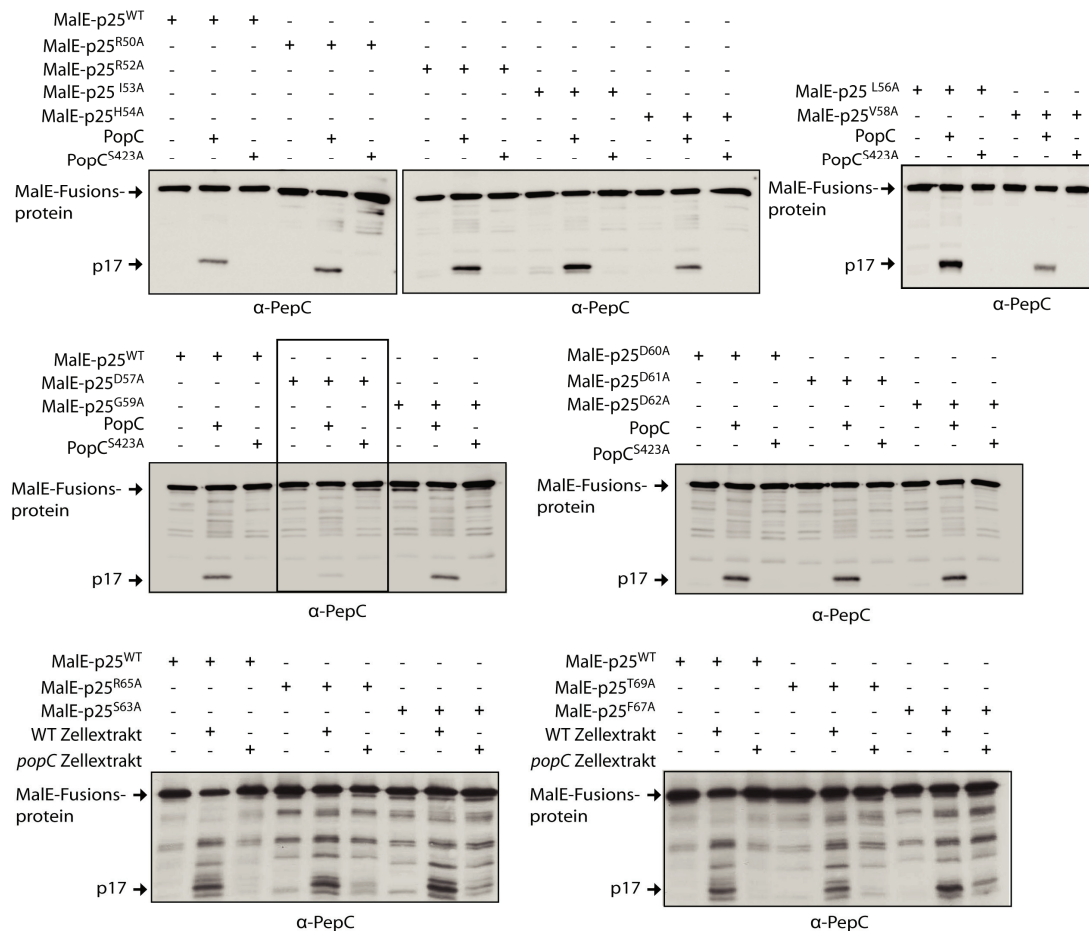 MalE-p25WT + + + - - - - - - - - - - - -
MalE-p25R50A - - - + + + - - - - - - - - -
MalE-p25R52A - - - - - - + + + - - - - - -
MalE-p25 I53A - - - - - - - - - + + + - - -
MalE-p25H54A - - - - - - - - - - - - + + +
PopC - + - - + - - + - - + - - + -
PopCS423A - - + - - + - - + - - + - - +
MalE-Fusions-
protein
p17
α-PepC
α-PepC
MalE-p25 L56A + + + - - -
MalE-p25V58A - - - + + +
PopC - + - - + -
PopCS423A - - + - - +
MalE-Fusions-
protein
p17
α-PepC
MalE-p25WT + + + - - - - - -
MalE-p25D57A - - - + + + - - -
MalE-p25G59A - - - - - - + + +
PopC - + - - + - - + -
PopCS423A - - + - - + - - +
MalE-Fusions-
protein
p17
α-PepC
MalE-p25D60A + + + - - - - - -
MalE-p25D61A - - - + + + - - -
MalE-p25D62A - - - - - - + + +
PopC - + - - + - - + -
PopCS423A - - + - - + - - +
MalE-Fusions-
protein
p17
α-PepC
MalE-p25WT + + + - - - - - -
MalE-p25R65A - - - + + + - - -
MalE-p25S63A - - - - - - + + +
WT Zellextrakt - + - - + - - + -
popC Zellextrakt - - + - - + - - +
MalE-Fusions-
protein
p17
α-PepC
MalE-p25WT + + + - - - - - -
MalE-p25T69A - - - + + + - - -
MalE-p25F67A - - - - - - + + +
WT Zellextrakt - + - - + - - + -
popC Zellextrakt - - + - - + - - +
MalE-Fusions-
protein
p17
α-PepC